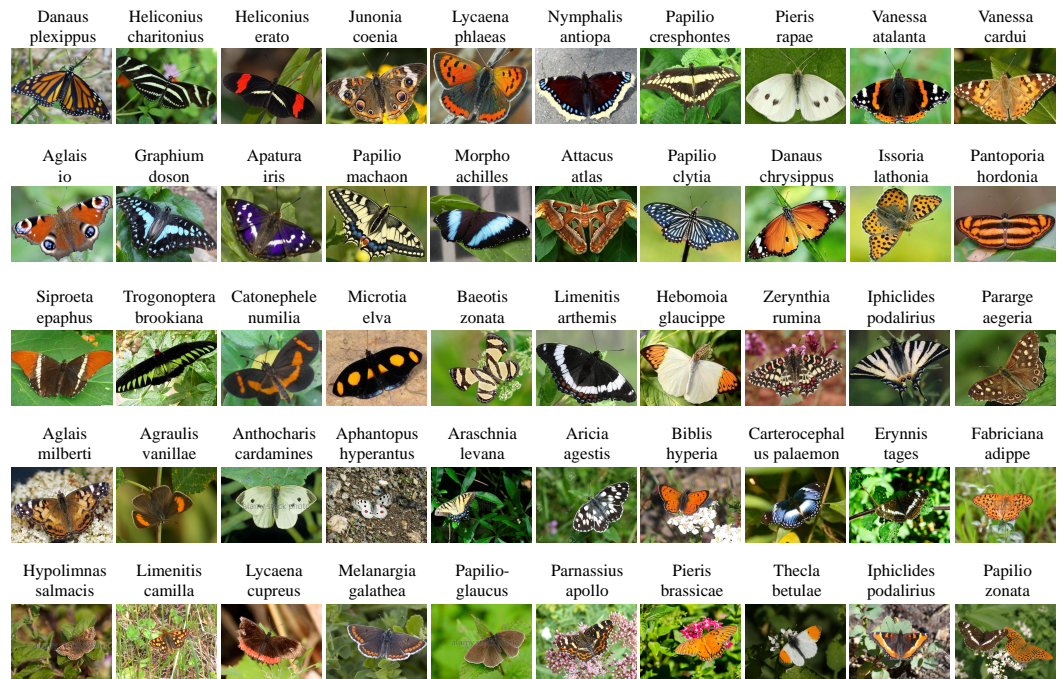 Danaus Heliconius Heliconius Junonia Lycaena Nymphalis Papilio Pieris Vanessa Vanessa
plexippus charitonius erato coenia phlaeas antiopa cresphontes rapae atalanta cardui
Aglais Graphium Apatura Papilio Morpho Attacus Papilio Danaus Issoria Pantoporia
io doson iris machaon achilles atlas clytia chrysippus lathonia hordonia
Siproeta Trogonoptera Catonephele Microtia Baeotis Limenitis Hebomoia Zerynthia Iphiclides Pararge
epaphus brookiana numilia elva zonata arthemis glaucippe rumina podalirius aegeria
Aglais Agraulis Anthocharis Aphantopus Araschnia Aricia Biblis Carterocephal Erynnis Fabriciana
milberti vanillae cardamines hyperantus levana agestis hyperia us palaemon tages adippe
Hypolimnas Limenitis Lycaena Melanargia Papilio- Parnassius Pieris Thecla Iphiclides Papilio
salmacis camilla cupreus galathea glaucus apollo brassicae betulae podalirius zonata